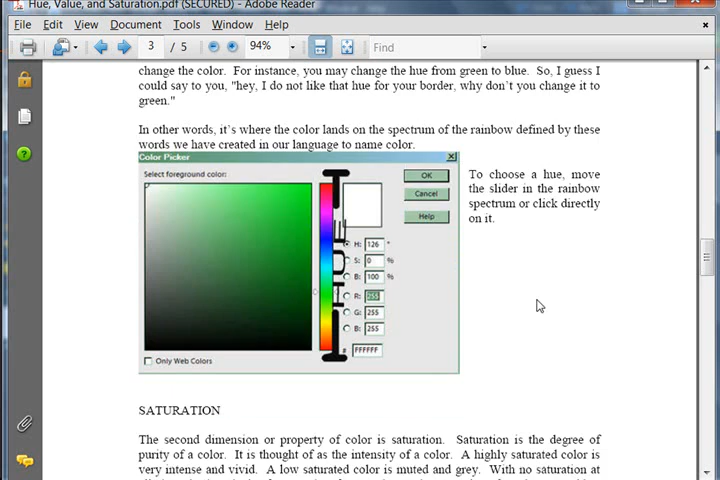 Hue, Value, and Saturation.pdf (SECURED) - Adobe Reader
File Edit View Document Tools Window Help
3 / 5 94% Find
change the color. For instance, you may change the hue from green to blue. So, I guess I
could say to you, "hey, I do not like that hue for your border, why don't you change it to
green."
In other words, it's where the color lands on the spectrum of the rainbow defined by these
words we have created in our language to name color.
Color Picker
Select foreground color:
OK
Cancel
Help
H: 126 °
S: 0 %
B: 100 %
R: 255
G: 255
B: 255
# FFFFFF
Only Web Colors
HUE
To choose a hue, move
the slider in the rainbow
spectrum or click directly
on it.
SATURATION
The second dimension or property of color is saturation. Saturation is the degree of
purity of a color. It is thought of as the intensity of a color. A highly saturated color is
very intense and vivid. A low saturated color is muted and grey. With no saturation at